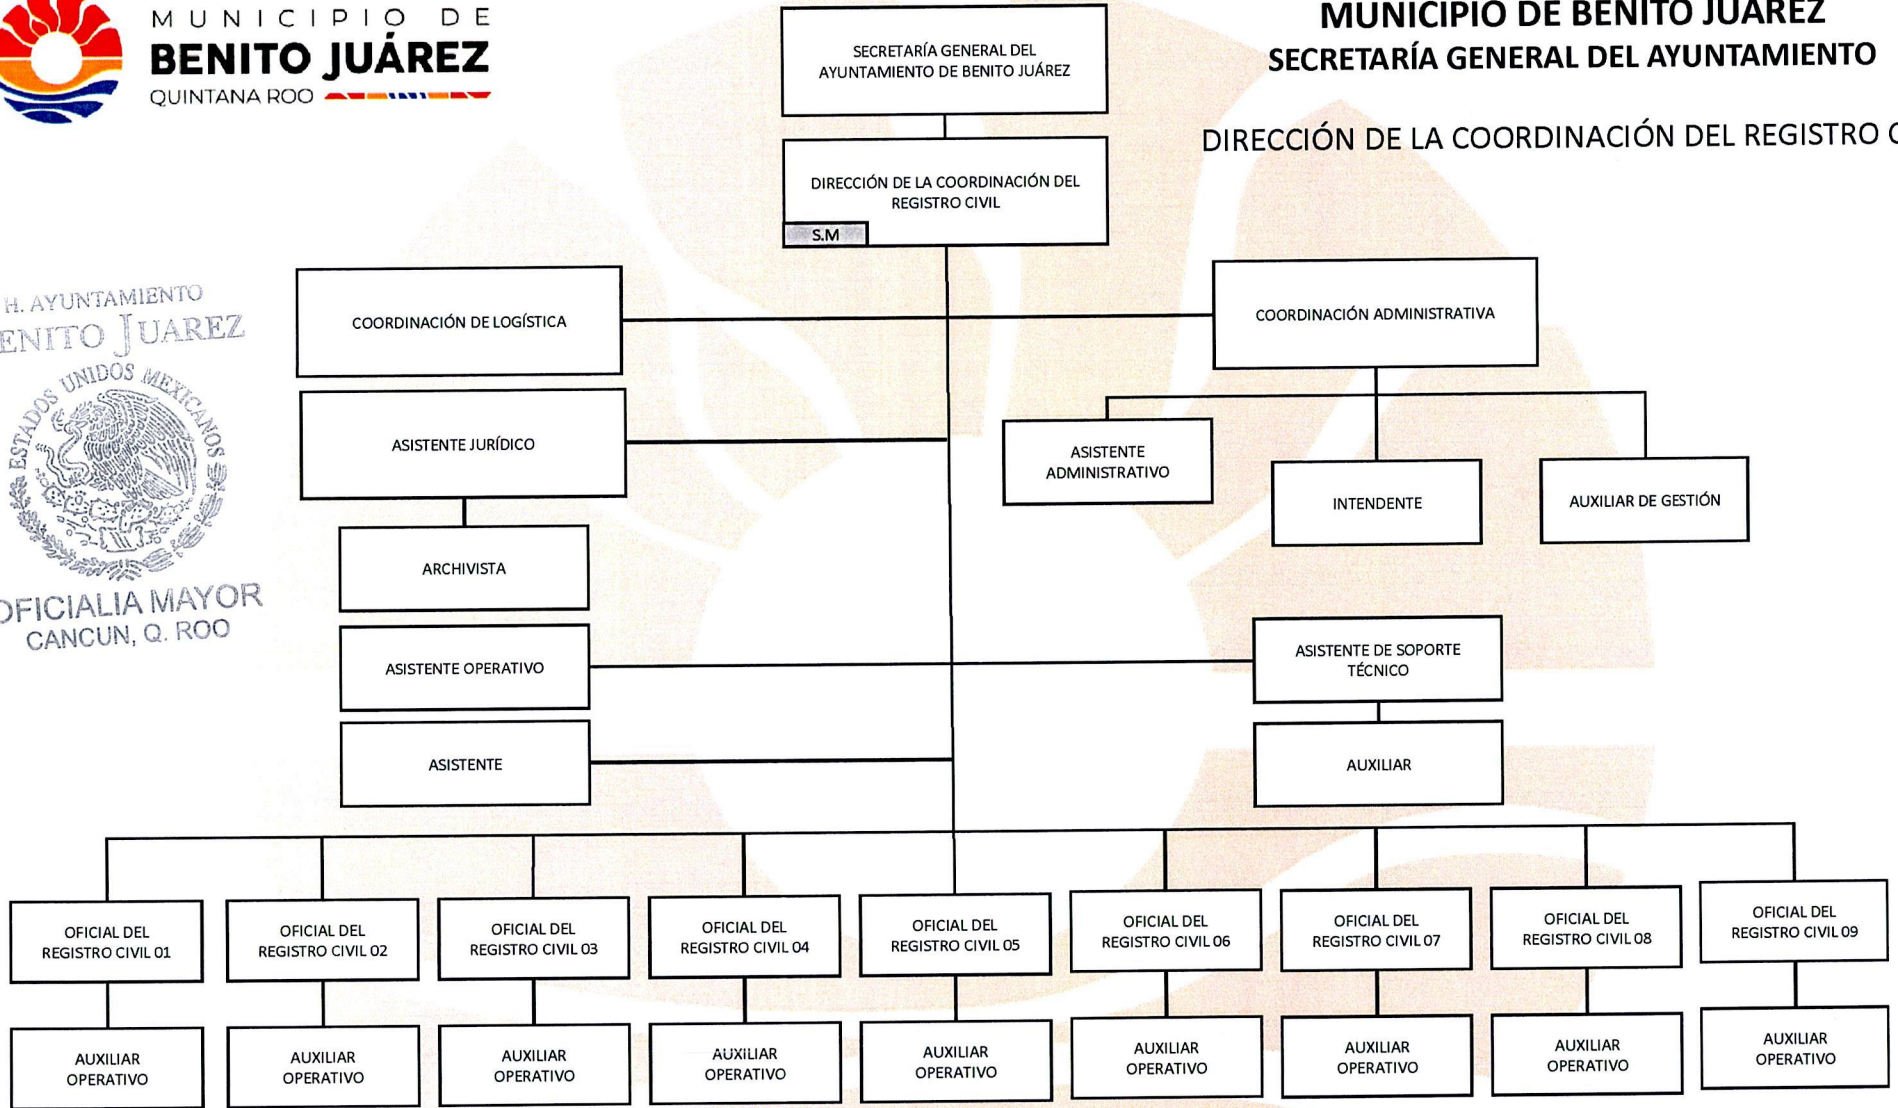 MUNICIPIO DE
BENITO JUÁREZ
QUINTANA ROO
MUNICIPIO DE BENITO JUÁREZ
SECRETARÍA GENERAL DEL AYUNTAMIENTO
DIRECCIÓN DE LA COORDINACIÓN DEL REGISTRO
SECRETARÍA GENERAL DEL
AYUNTAMIENTO DE BENITO JUÁREZ
DIRECCIÓN DE LA COORDINACIÓN DEL
REGISTRO CIVIL
S.M
H. AYUNTAMIENTO
ENITO JUAREZ
ESTADOS UNIDOS MEXICANOS
OFICIALIA MAYOR
CANCUN, Q. ROO
COORDINACIÓN DE LOGÍSTICA
COORDINACIÓN ADMINISTRATIVA
ASISTENTE JURÍDICO
ASISTENTE
ADMINISTRATIVO
INTENDENTE
AUXILIAR DE GESTIÓN
ARCHIVISTA
ASISTENTE OPERATIVO
ASISTENTE DE SOPORTE
TÉCNICO
ASISTENTE
AUXILIAR
OFICIAL DEL
REGISTRO CIVIL 01
OFICIAL DEL
REGISTRO CIVIL 02
OFICIAL DEL
REGISTRO CIVIL 03
OFICIAL DEL
REGISTRO CIVIL 04
OFICIAL DEL
REGISTRO CIVIL 05
OFICIAL DEL
REGISTRO CIVIL 06
OFICIAL DEL
REGISTRO CIVIL 07
OFICIAL DEL
REGISTRO CIVIL 08
OFICIAL DEL
REGISTRO CIVIL 09
AUXILIAR
OPERATIVO
AUXILIAR
OPERATIVO
AUXILIAR
OPERATIVO
AUXILIAR
OPERATIVO
AUXILIAR
OPERATIVO
AUXILIAR
OPERATIVO
AUXILIAR
OPERATIVO
AUXILIAR
OPERATIVO
AUXILIAR
OPERATIVO